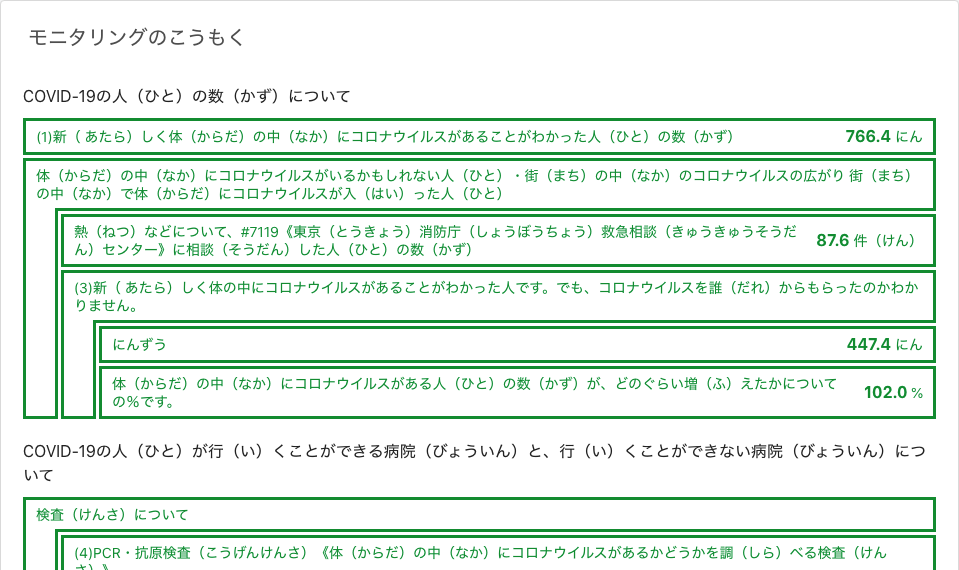 モニタリングのこうもく
COVID-19の人（ひと）の数（かず）について
(1)新（ あたら）しく体（からだ）の中（なか）にコロナウイルスがあることがわかった人（ひと）の数（かず） 766.4 にん
体（からだ）の中（なか）にコロナウイルスがいるかもしれない人（ひと）・街（まち）の中（なか）のコロナウイルスの広がり 街（まち）
の中（なか）で体（からだ）にコロナウイルスが入（はい）った人（ひと）
熱（ねつ）などについて、#7119《東京（とうきょう）消防庁（しょうぼうちょう）救急相談（きゅうきゅうそうだ
ん）センター》に相談（そうだん）した人（ひと）の数（かず） 87.6 件（けん）
(3)新（ あたら）しく体の中にコロナウイルスがあることがわかった人です。でも、コロナウイルスを誰（だれ）からもらったのかわか
りません。
にんずう 447.4 にん
体（からだ）の中（なか）にコロナウイルスがある人（ひと）の数（かず）が、どのぐらい増（ふ）えたかについて
の％です。 102.0 %
COVID-19の人（ひと）が行（い）くことができる病院（びょういん）と、行（い）くことができない病院（びょういん）につ
いて
検査（けんさ）について
(4)PCR・抗原検査（こうげんけんさ）《体（からだ）の中（なか）にコロナウイルスがあるかどうかを調（しら）べる検査（けん
さ）》